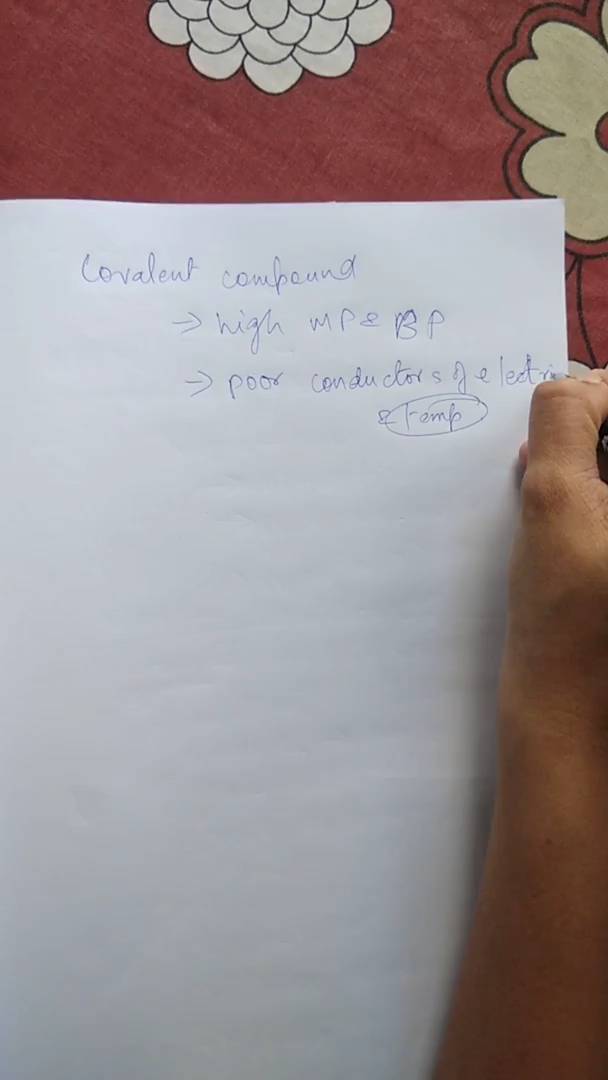 Covalent compound
→ high MP & BP
→ poor conductors of electri
& temp